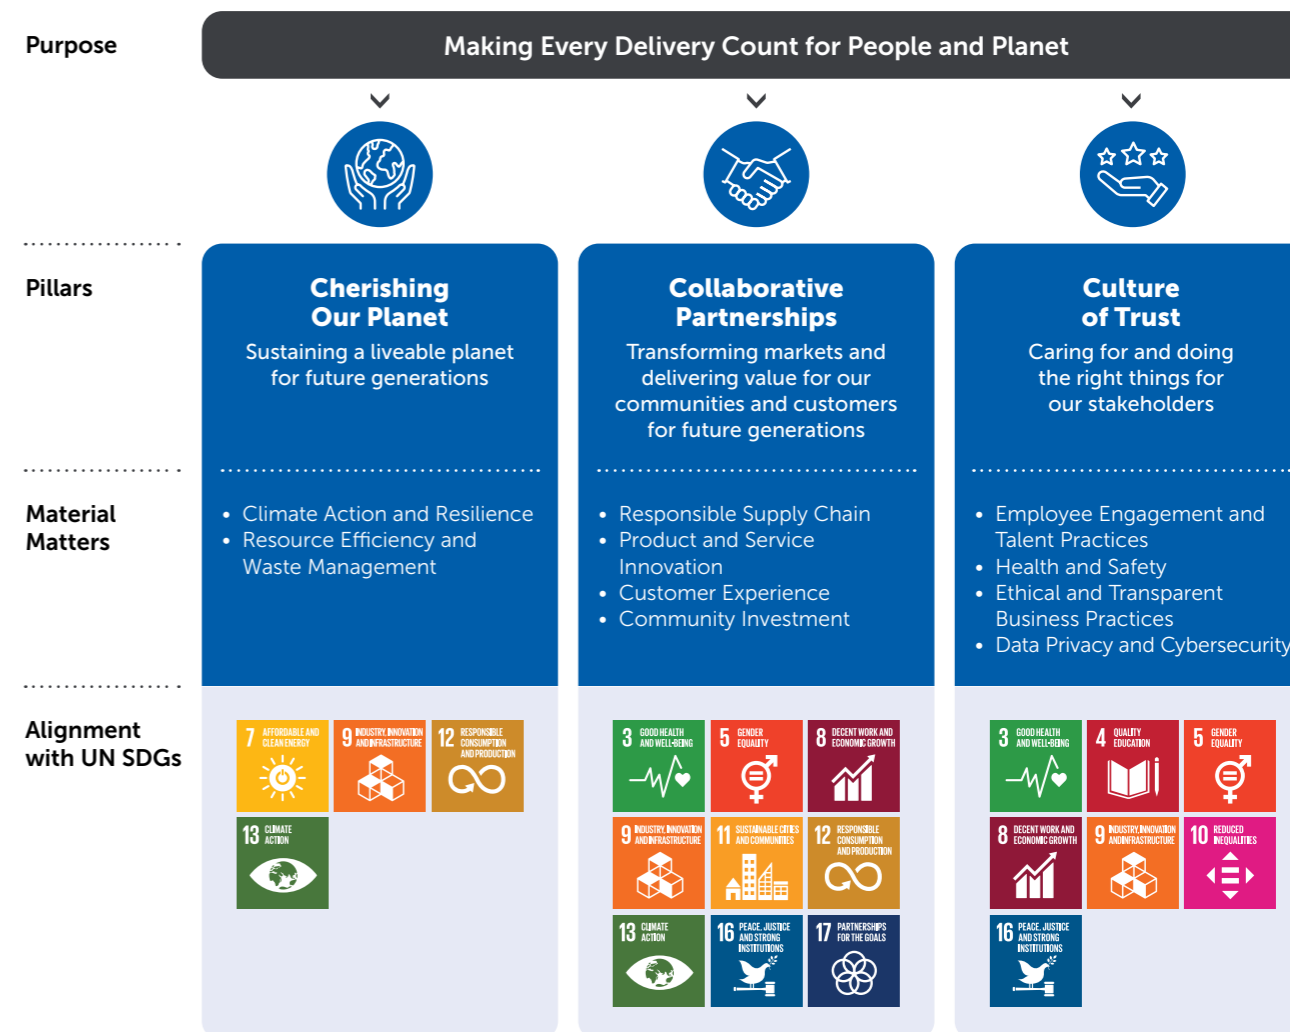 Purpose
Making Every Delivery Count for People and Planet
Pillars
Cherishing
Our Planet
Sustaining a liveable planet
for future generations
Collaborative
Partnerships
Transforming markets and
delivering value for our
communities and customers
for future generations
Culture
of Trust
Caring for and doing
the right things for
our stakeholders
Material
Matters
• Climate Action and Resilience
• Resource Efficiency and
Waste Management
• Responsible Supply Chain
• Product and Service
Innovation
• Customer Experience
• Community Investment
• Employee Engagement and
Talent Practices
• Health and Safety
• Ethical and Transparent
Business Practices
• Data Privacy and Cybersecurity
Alignment
with UN SDGs
7 AFFORDABLE AND
CLEAN ENERGY
9 INDUSTRY, INNOVATION
AND INFRASTRUCTURE
12 RESPONSIBLE
CONSUMPTION
AND PRODUCTION
13 CLIMATE
ACTION
3 GOOD HEALTH
AND WELL-BEING
5 GENDER
EQUALITY
8 DECENT WORK AND
ECONOMIC GROWTH
9 INDUSTRY, INNOVATION
AND INFRASTRUCTURE
11 SUSTAINABLE CITIES
AND COMMUNITIES
12 RESPONSIBLE
CONSUMPTION
AND PRODUCTION
13 CLIMATE
ACTION
16 PEACE, JUSTICE
AND STRONG
INSTITUTIONS
17 PARTNERSHIPS
FOR THE GOALS
3 GOOD HEALTH
AND WELL-BEING
4 QUALITY
EDUCATION
5 GENDER
EQUALITY
8 DECENT WORK AND
ECONOMIC GROWTH
9 INDUSTRY, INNOVATION
AND INFRASTRUCTURE
10 REDUCED
INEQUALITIES
16 PEACE, JUSTICE
AND STRONG
INSTITUTIONS